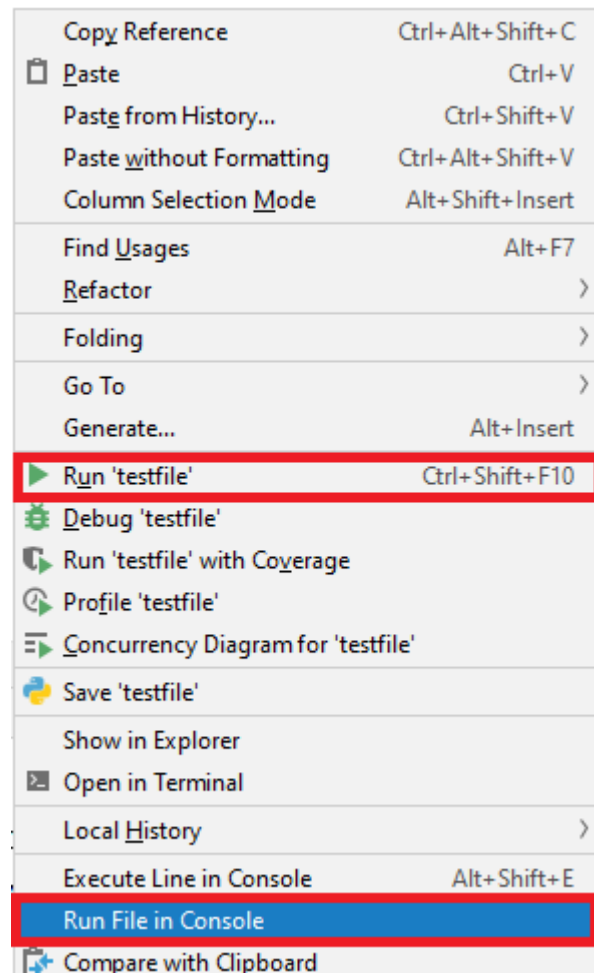 Copy Reference Ctrl+Alt+Shift+C
Paste Ctrl+V
Paste from History... Ctrl+Shift+V
Paste without Formatting Ctrl+Alt+Shift+V
Column Selection Mode Alt+Shift+Insert
Find Usages Alt+F7
Refactor
Folding
Go To
Generate... Alt+Insert
Run 'testfile' Ctrl+Shift+F10
Debug 'testfile'
Run 'testfile' with Coverage
Profile 'testfile'
Concurrency Diagram for 'testfile'
Save 'testfile'
Show in Explorer
Open in Terminal
Local History
Execute Line in Console Alt+Shift+E
Run File in Console
Compare with Clipboard